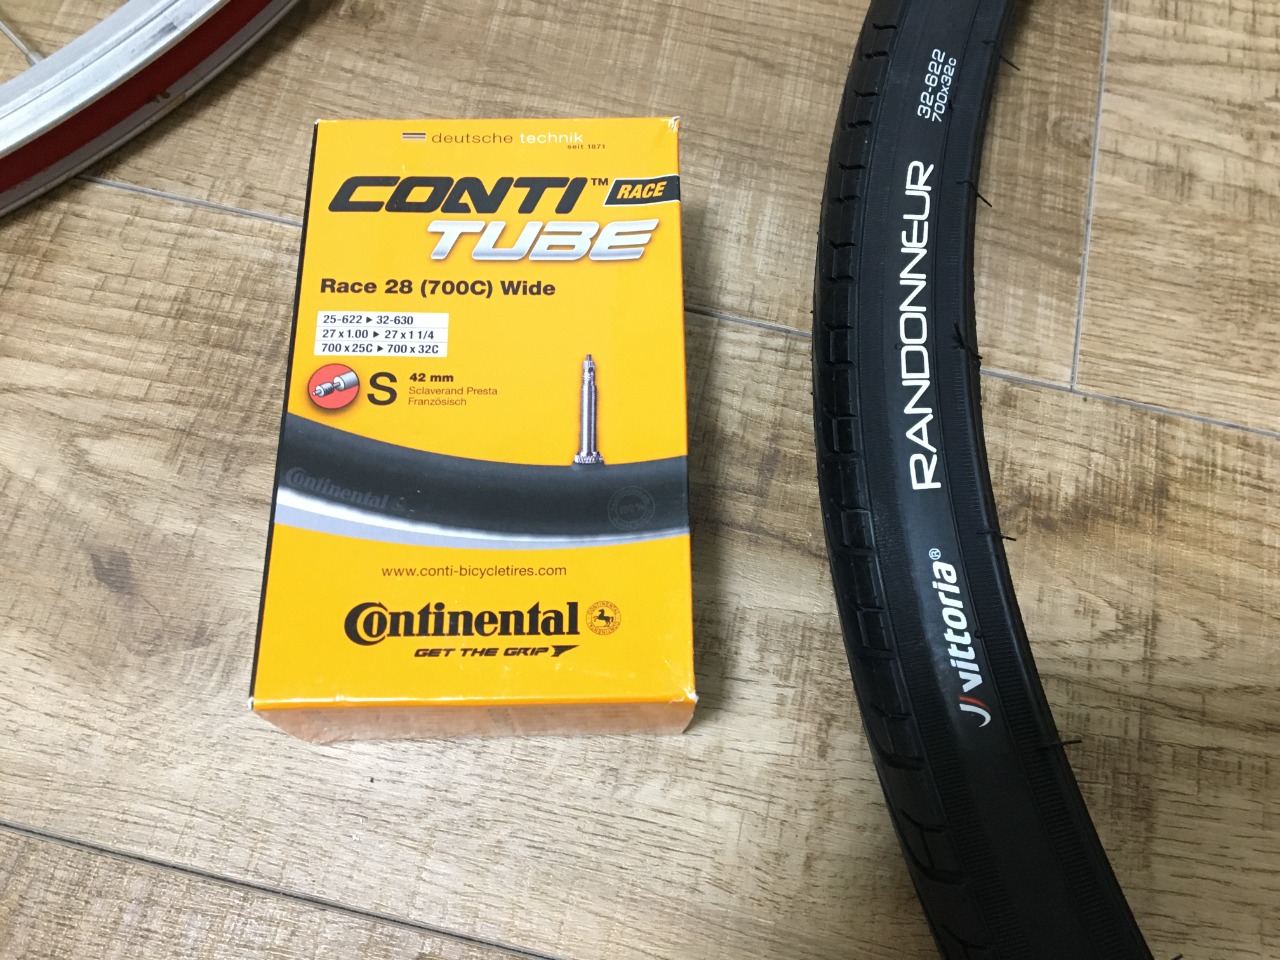 deutsche technik
seit 1871
CONTI™ RACE
TUBE
Race 28 (700C) Wide
25-622 ▸ 32-630
27 x 1.00 ▸ 27 x 1 1/4
700 x 25C ▸ 700 x 32C
S
42 mm
Sclaverand Presta
Französisch
Continental
www.conti-bicycletires.com
Continental
CONTINENTAL
GET THE GRIP
32-622
700x32c
RANDONNEUR
vittoria®